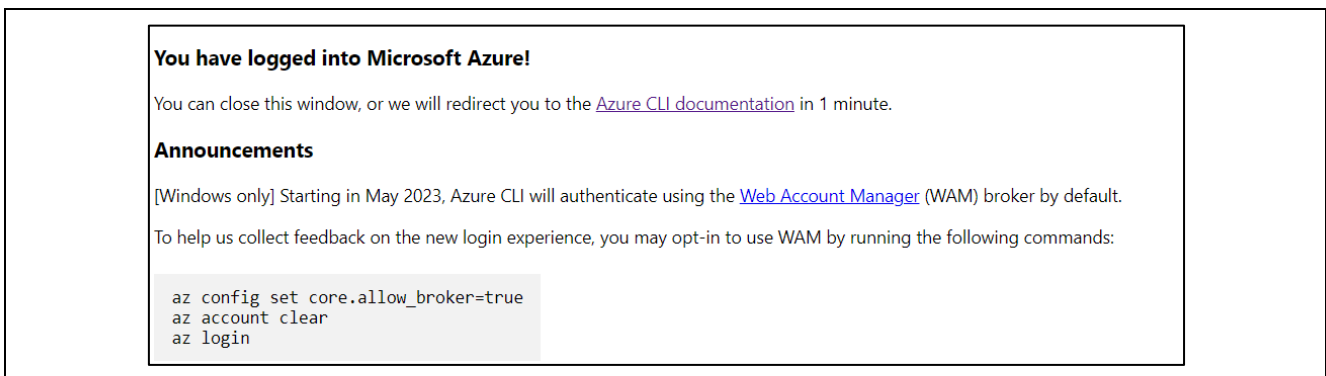 You have logged into Microsoft Azure!
You can close this window, or we will redirect you to the Azure CLI documentation in 1 minute.
Announcements
[Windows only] Starting in May 2023, Azure CLI will authenticate using the Web Account Manager (WAM) broker by default.
To help us collect feedback on the new login experience, you may opt-in to use WAM by running the following commands:
az config set core.allow_broker=true
az account clear
az login